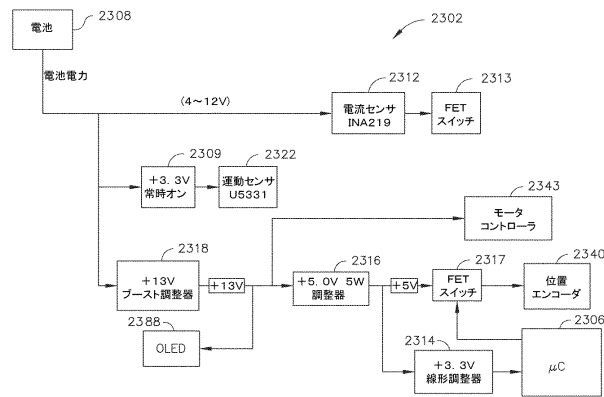 2308
電池
2302
電池電力
(4～12V)
2312
電流センサ
INA219
2313
FET
スイッチ
2309
+3.3V
常時オン
2322
運動センサ
U5331
2343
モータ
コントローラ
2318
+13V
ブースト調整器
+13V
2316
+5.0V 5W
調整器
+5V
2317
FET
スイッチ
2340
位置
エンコーダ
2388
OLED
2314
+3.3V
線形調整器
2306
μC